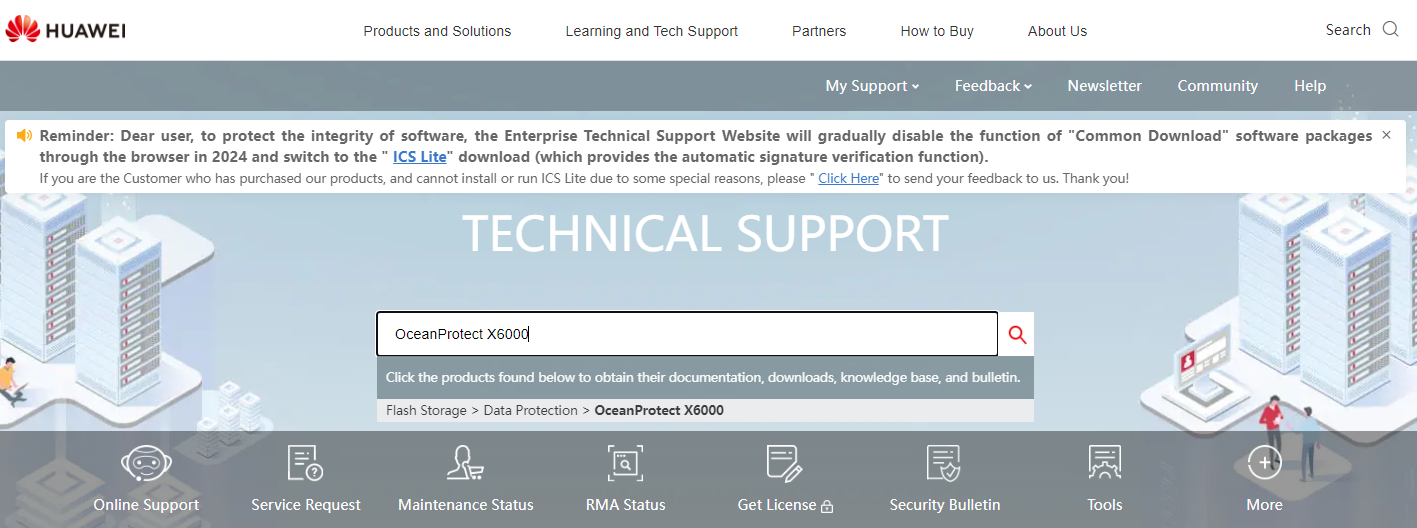 HUAWEI
Products and Solutions
Learning and Tech Support
Partners
How to Buy
About Us
Search
My Support
Feedback
Newsletter
Community
Help
Reminder: Dear user, to protect the integrity of software, the Enterprise Technical Support Website will gradually disable the function of "Common Download" software packages
through the browser in 2024 and switch to the " ICS Lite" download (which provides the automatic signature verification function).
If you are the Customer who has purchased our products, and cannot install or run ICS Lite due to some special reasons, please " Click Here" to send your feedback to us. Thank you!
TECHNICAL SUPPORT
OceanProtect X6000
Click the products found below to obtain their documentation, downloads, knowledge base, and bulletin.
Flash Storage > Data Protection > OceanProtect X6000
Online Support
Service Request
Maintenance Status
RMA Status
Get License
Security Bulletin
Tools
More